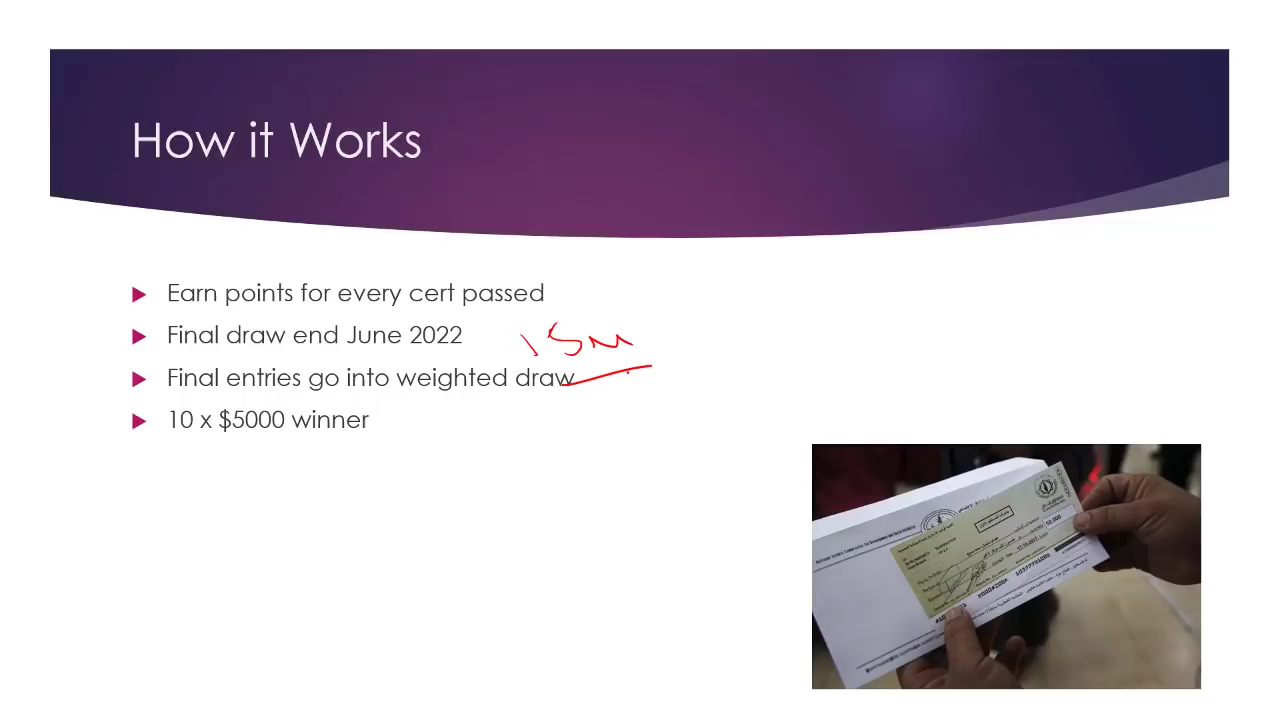 How it Works
Earn points for every cert passed
Final draw end June 2022
15m
Final entries go into weighted draw
10 x $5000 winner